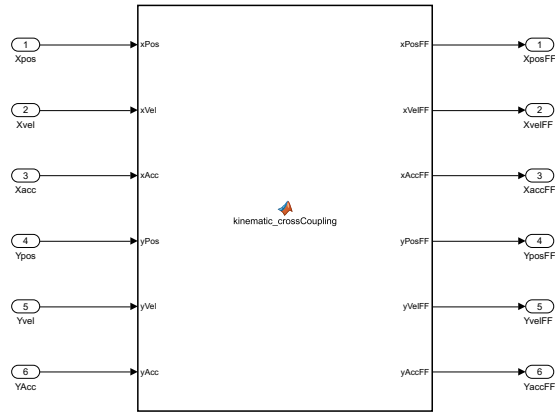 1 xPos xPosFF 1
Xpos XposFF
2 xVel xVelFF 2
Xvel XvelFF
3 xAcc xAccFF 3
Xacc XaccFF
kinematic_crossCoupling
4 yPos yPosFF 4
Ypos YposFF
5 yVel yVelFF 5
Yvel YvelFF
6 yAcc yAccFF 6
YAcc YaccFF